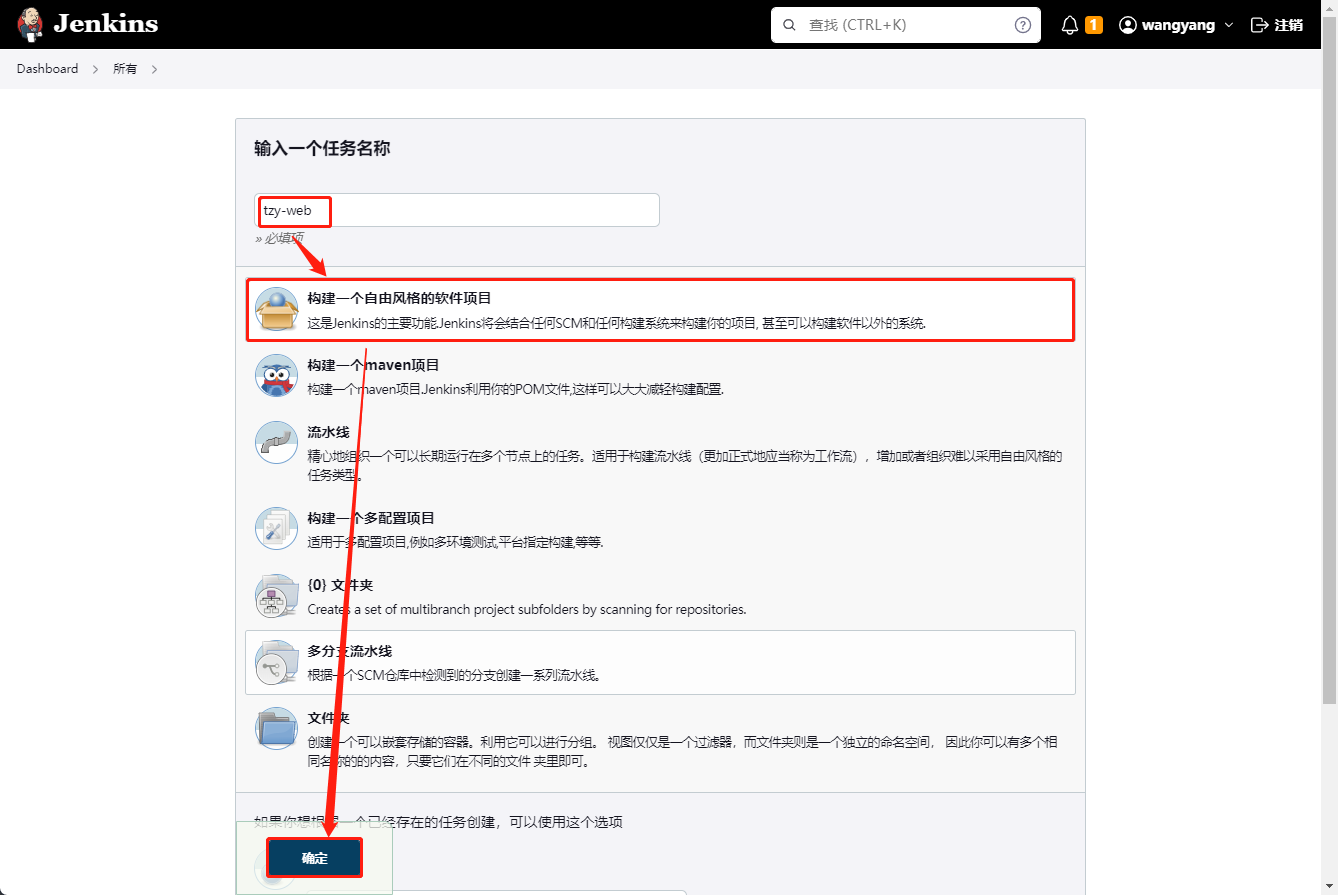 Jenkins
查找 (CTRL+K)
1
wangyang
注销
Dashboard
所有
输入一个任务名称
tzy-web
» 必填项
构建一个自由风格的软件项目
这是Jenkins的主要功能.Jenkins将会结合任何SCM和任何构建系统来构建你的项目, 甚至可以构建软件以外的系统.
构建一个maven项目
构建一个maven项目.Jenkins利用你的POM文件,这样可以大大减轻构建配置.
流水线
精心地组织一个可以长期运行在多个节点上的任务。适用于构建流水线（更加正式地应当称为工作流），增加或者组织难以采用自由风格的
任务类型。
构建一个多配置项目
适用于多配置项目,例如多环境测试,平台指定构建,等等.
{0} 文件夹
Creates a set of multibranch project subfolders by scanning for repositories.
多分支流水线
根据一个SCM仓库中检测到的分支创建一系列流水线。
文件夹
创建一个可以嵌套存储的容器。利用它可以进行分组。 视图仅仅是一个过滤器，而文件夹则是一个独立的命名空间， 因此你可以有多个相
同名称的的内容，只要它们在不同的文件 夹里即可。
如果你想根据一个已经存在的任务创建，可以使用这个选项
确定